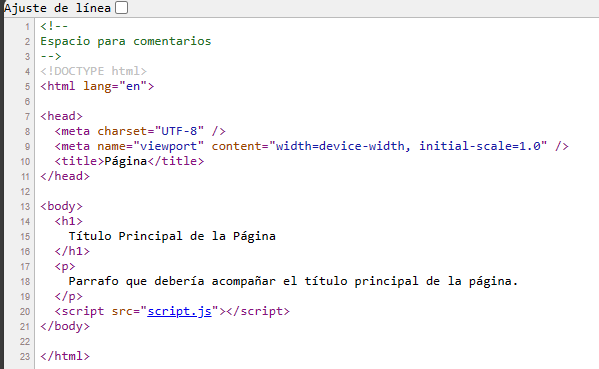 Ajuste de línea
1 <!--
2 Espacio para comentarios
3 -->
4 <!DOCTYPE html>
5 <html lang="en">
6
7 <head>
8 <meta charset="UTF-8" />
9 <meta name="viewport" content="width=device-width, initial-scale=1.0" />
10 <title>Página</title>
11 </head>
12
13 <body>
14 <h1>
15 Título Principal de la Página
16 </h1>
17 <p>
18 Parrafo que debería acompañar el título principal de la página.
19 </p>
20 <script src="script.js"></script>
21 </body>
22
23 </html>